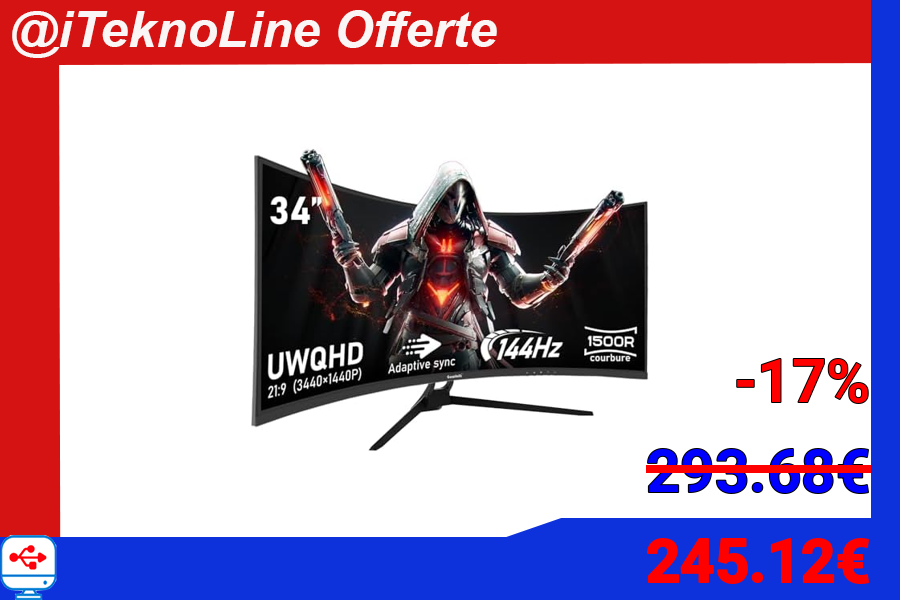 @iTeknoLine Offerte
34”
UWQHD
21:9 (3440×1440P)
Adaptive sync
144Hz
1500R
courbure
-17%
293.68€
245.12€